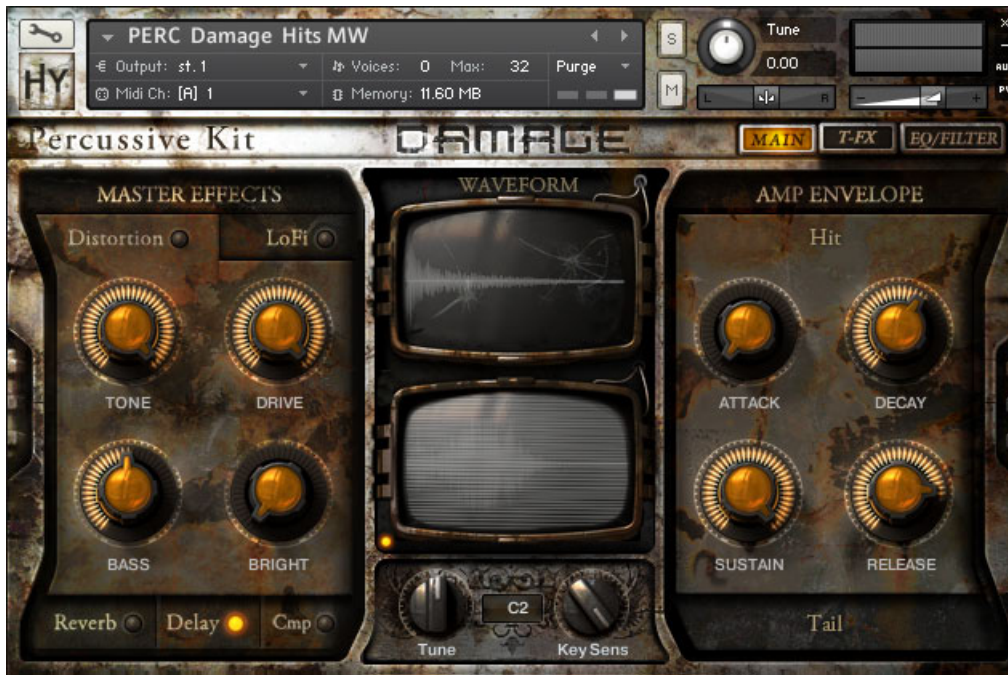 PERC Damage Hits MW
S
Tune
Output: st.1
Voices: 0 Max: 32
Purge
0.00
HY
Midi Ch: [A] 1
Memory: 11.60 MB
M
L
R
- +
Percussive Kit
DAMAGE
MAIN
T-FX
EQ/FILTER
MASTER EFFECTS
Distortion
LoFi
TONE
DRIVE
BASS
BRIGHT
Reverb
Delay
Cmp
WAVEFORM
C2
Tune
Key Sens
AMP ENVELOPE
Hit
ATTACK
DECAY
SUSTAIN
RELEASE
Tail